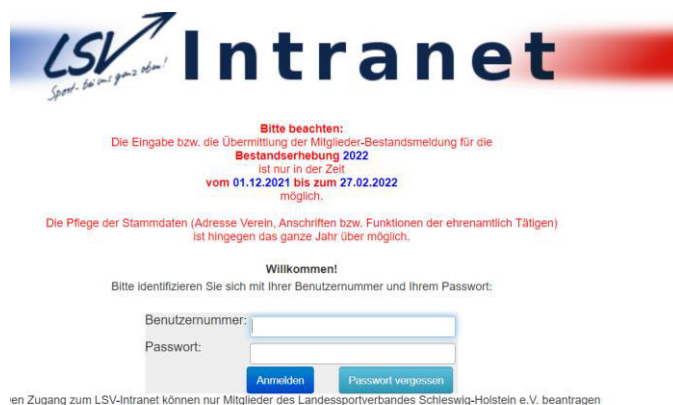 LSV Intranet
Sport - bei uns ganz oben!
Bitte beachten:
Die Eingabe bzw. die Übermittlung der Mitglieder-Bestandsmeldung für die
Bestandserhebung 2022
ist nur in der Zeit
vom 01.12.2021 bis zum 27.02.2022
möglich.
Die Pflege der Stammdaten (Adresse Verein, Anschriften bzw. Funktionen der ehrenamtlich Tätigen)
ist hingegen das ganze Jahr über möglich.
Willkommen!
Bitte identifizieren Sie sich mit Ihrer Benutzernummer und Ihrem Passwort:
Benutzernummer:
Passwort:
Anmelden Passwort vergessen
Zugang zum LSV-Intranet können nur Mitglieder des Landessportverbandes Schleswig-Holstein e.V. beantragen